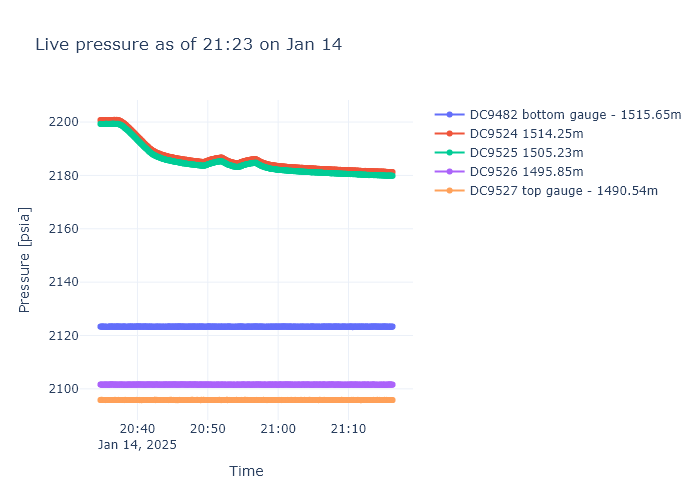 Live pressure as of 21:23 on Jan 14
DC9482 bottom gauge - 1515.65m
DC9524 1514.25m
DC9525 1505.23m
DC9526 1495.85m
DC9527 top gauge - 1490.54m
Pressure [psia]
2200
2180
2160
2140
2120
2100
20:40
20:50
21:00
21:10
Jan 14, 2025
Time